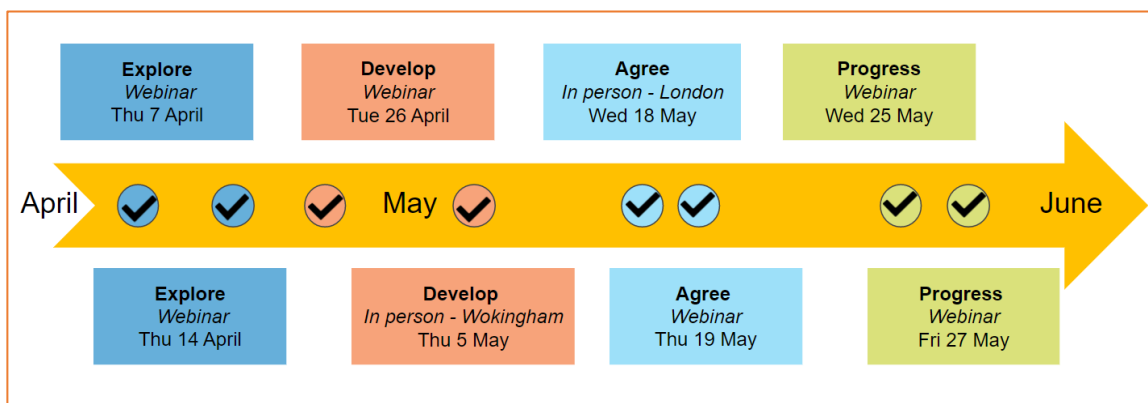 Explore
Webinar
Thu 7 April
Develop
Webinar
Tue 26 April
Agree
In person - London
Wed 18 May
Progress
Webinar
Wed 25 May
April
May
June
Explore
Webinar
Thu 14 April
Develop
In person - Wokingham
Thu 5 May
Agree
Webinar
Thu 19 May
Progress
Webinar
Fri 27 May